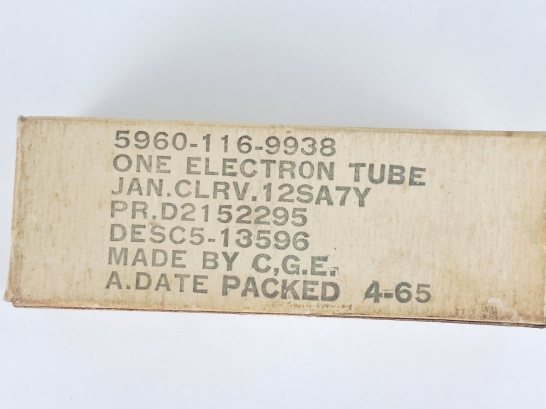 5960-116-9938
ONE ELECTRON TUBE
JAN.CLRV.12SA7Y
PR.D2152295
DESC5-13596
MADE BY C,G.E.
A.DATE PACKED 4-65